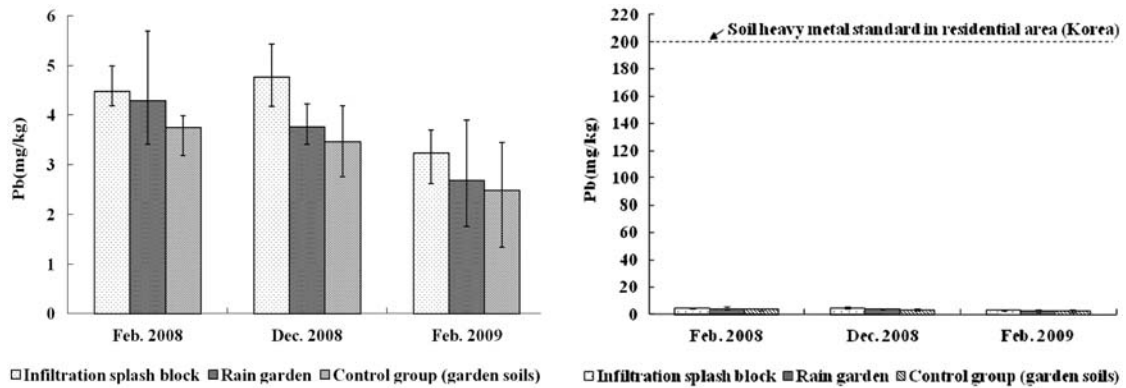 6
5
4
3
2
1
0
Pb(mg/kg)
Feb. 2008 Dec. 2008 Feb. 2009
Infiltration splash block Rain garden Control group (garden soils)
220
200
180
160
140
120
100
80
60
40
20
0
Pb(mg/kg)
Soil heavy metal standard in residential area (Korea)
Feb. 2008 Dec. 2008 Feb. 2009
Infiltration splash block Rain garden Control group (garden soils)